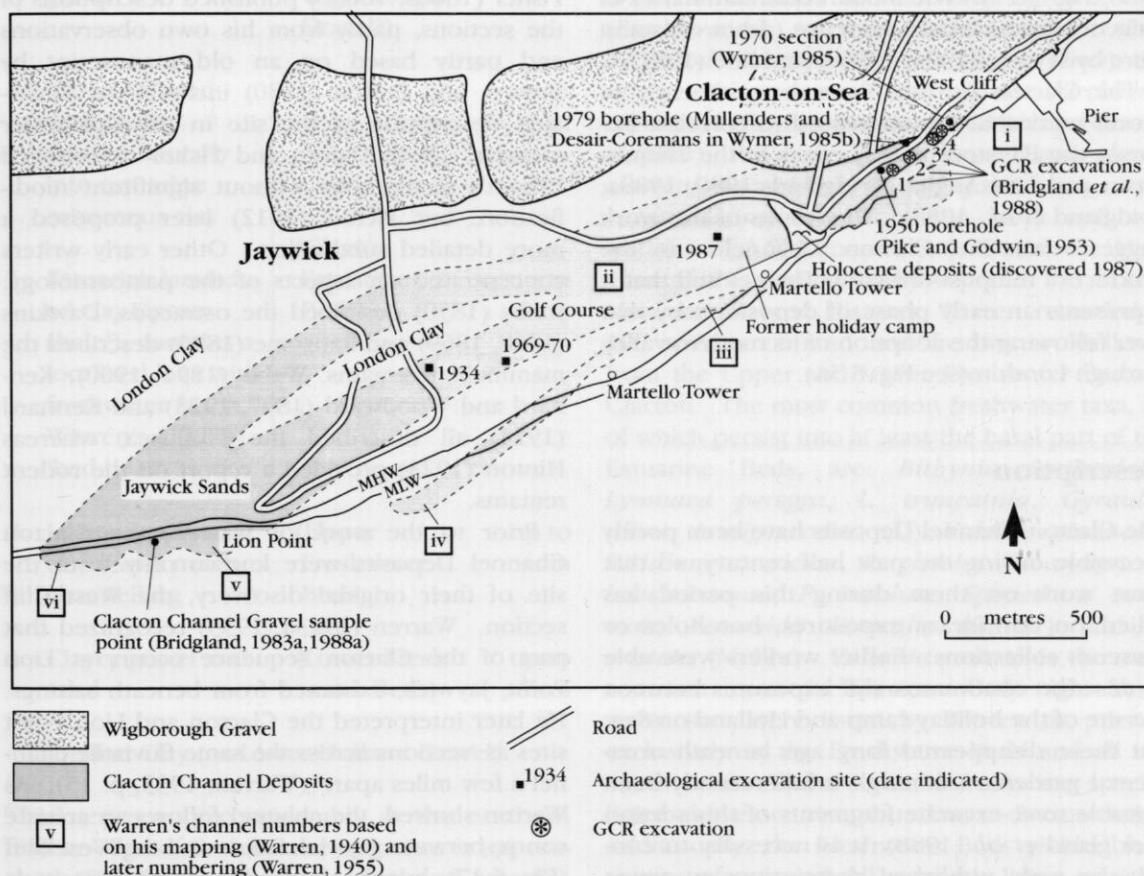 1970 section
(Wymer, 1985)
West Cliff
Clacton-on-Sea
Pier
1979 borehole (Mullenders and
Desair-Coremans in Wymer, 1985b)
i
4
3
2
1
GCR excavations
(Bridgland et al.,
1988)
1950 borehole
(Pike and Godwin, 1953)
Jaywick
1987
ii
Holocene deposits (discovered 1987)
Martello Tower
Golf Course
Former holiday camp
iii
London Clay
London Clay
1969-70
1934
Martello Tower
Jaywick Sands
MHW
MLW
Lion Point
iv
v
vi
Clacton Channel Gravel sample
point (Bridgland, 1983a, 1988a)
N
0 metres 500
Wigborough Gravel
Clacton Channel Deposits
v
Warren's channel numbers based
on his mapping (Warren, 1940) and
later numbering (Warren, 1955)
Road
1934
Archaeological excavation site (date indicated)
GCR excavation